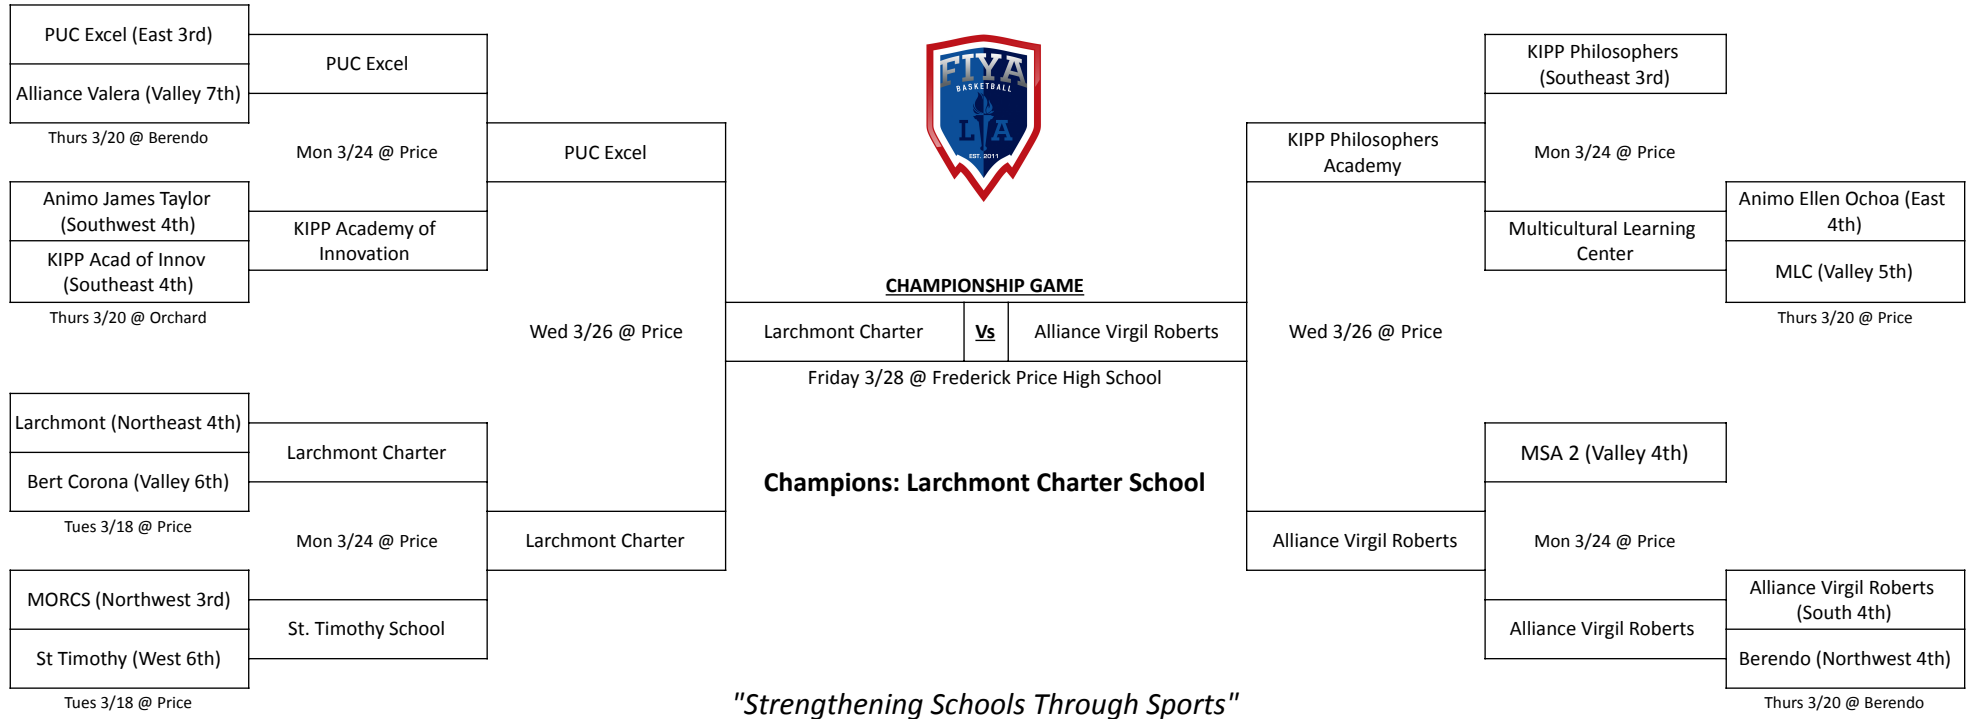 PUC Excel (East 3rd)
Alliance Valera (Valley 7th)
Thurs 3/20 @ Berendo
Animo James Taylor
(Southwest 4th)
KIPP Acad of Innov
(Southeast 4th)
Thurs 3/20 @ Orchard
Larchmont (Northeast 4th)
Bert Corona (Valley 6th)
Tues 3/18 @ Price
MORCS (Northwest 3rd)
St Timothy (West 6th)
Tues 3/18 @ Price
PUC Excel
Mon 3/24 @ Price
KIPP Academy of
Innovation
Larchmont Charter
Mon 3/24 @ Price
St. Timothy School
PUC Excel
Wed 3/26 @ Price
Larchmont Charter
FIYA
BASKETBALL
LA
EST. 2011
CHAMPIONSHIP GAME
Larchmont Charter
Vs
Alliance Virgil Roberts
Friday 3/28 @ Frederick Price High School
Champions: Larchmont Charter School
"Strengthening Schools Through Sports"
KIPP Philosophers
Academy
Wed 3/26 @ Price
Alliance Virgil Roberts
KIPP Philosophers
(Southeast 3rd)
Mon 3/24 @ Price
Multicultural Learning
Center
MSA 2 (Valley 4th)
Mon 3/24 @ Price
Alliance Virgil Roberts
Animo Ellen Ochoa (East
4th)
MLC (Valley 5th)
Thurs 3/20 @ Price
Alliance Virgil Roberts
(South 4th)
Berendo (Northwest 4th)
Thurs 3/20 @ Berendo